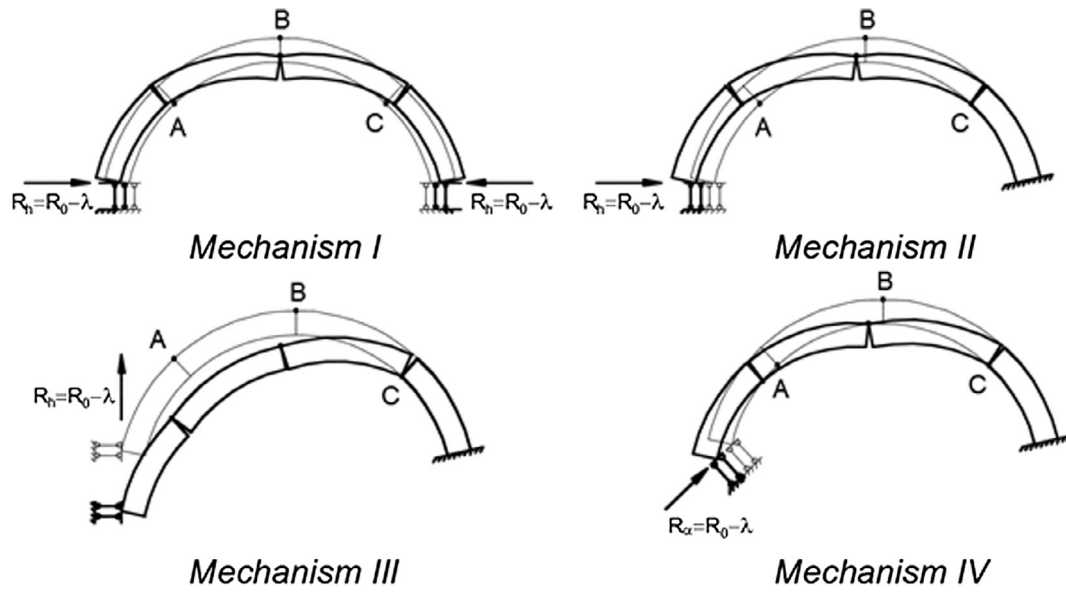 B
A
C
Rh=R0–λ
Rh=R0–λ
Mechanism I
B
A
C
Rh=R0–λ
Mechanism II
B
A
Rh=R0–λ
C
Mechanism III
B
A
C
Rα=R0–λ
Mechanism IV